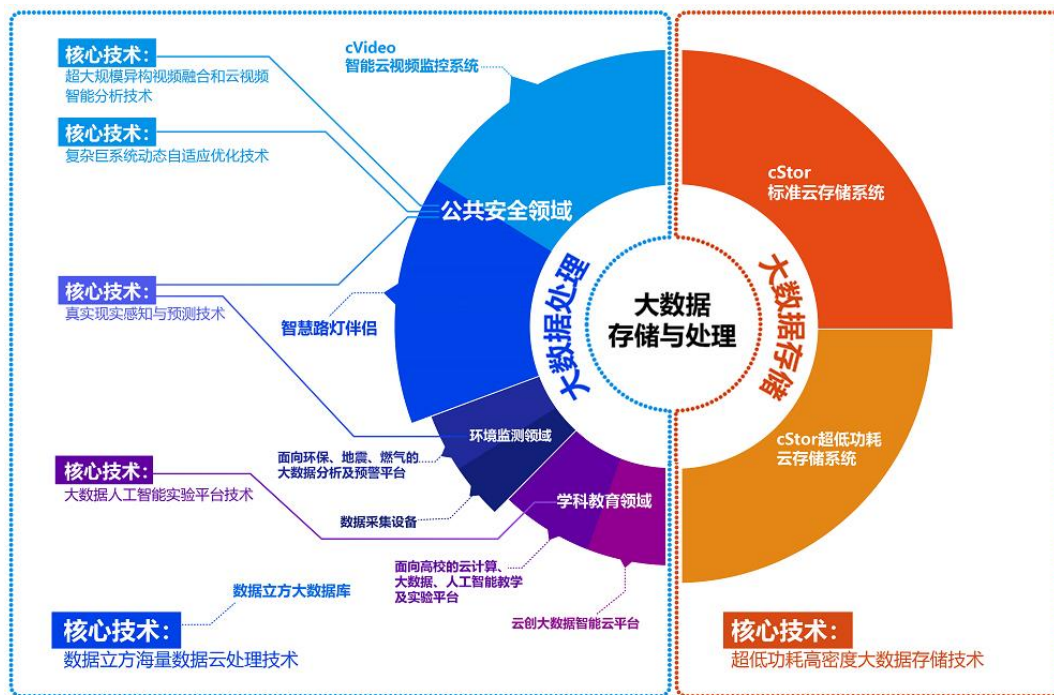 核心技术：
超大规模异构视频融合和云视频
智能分析技术
核心技术：
复杂巨系统动态自适应优化技术
核心技术：
真实现实感知与预测技术
核心技术：
大数据人工智能实验平台技术
cVideo
智能云视频监控系统
公共安全领域
智慧路灯伴侣
环境监测领域
面向环保、地震、燃气的
大数据分析及预警平台
数据采集设备
学科教育领域
面向高校的云计算、
大数据、人工智能教学
及实验平台
云创大数据智能云平台
数据立方大数据库
核心技术：
数据立方海量数据云处理技术
大数据处理
大数据
存储与处理
大数据存储
cStor
标准云存储系统
cStor超低功耗
云存储系统
核心技术：
超低功耗高密度大数据存储技术